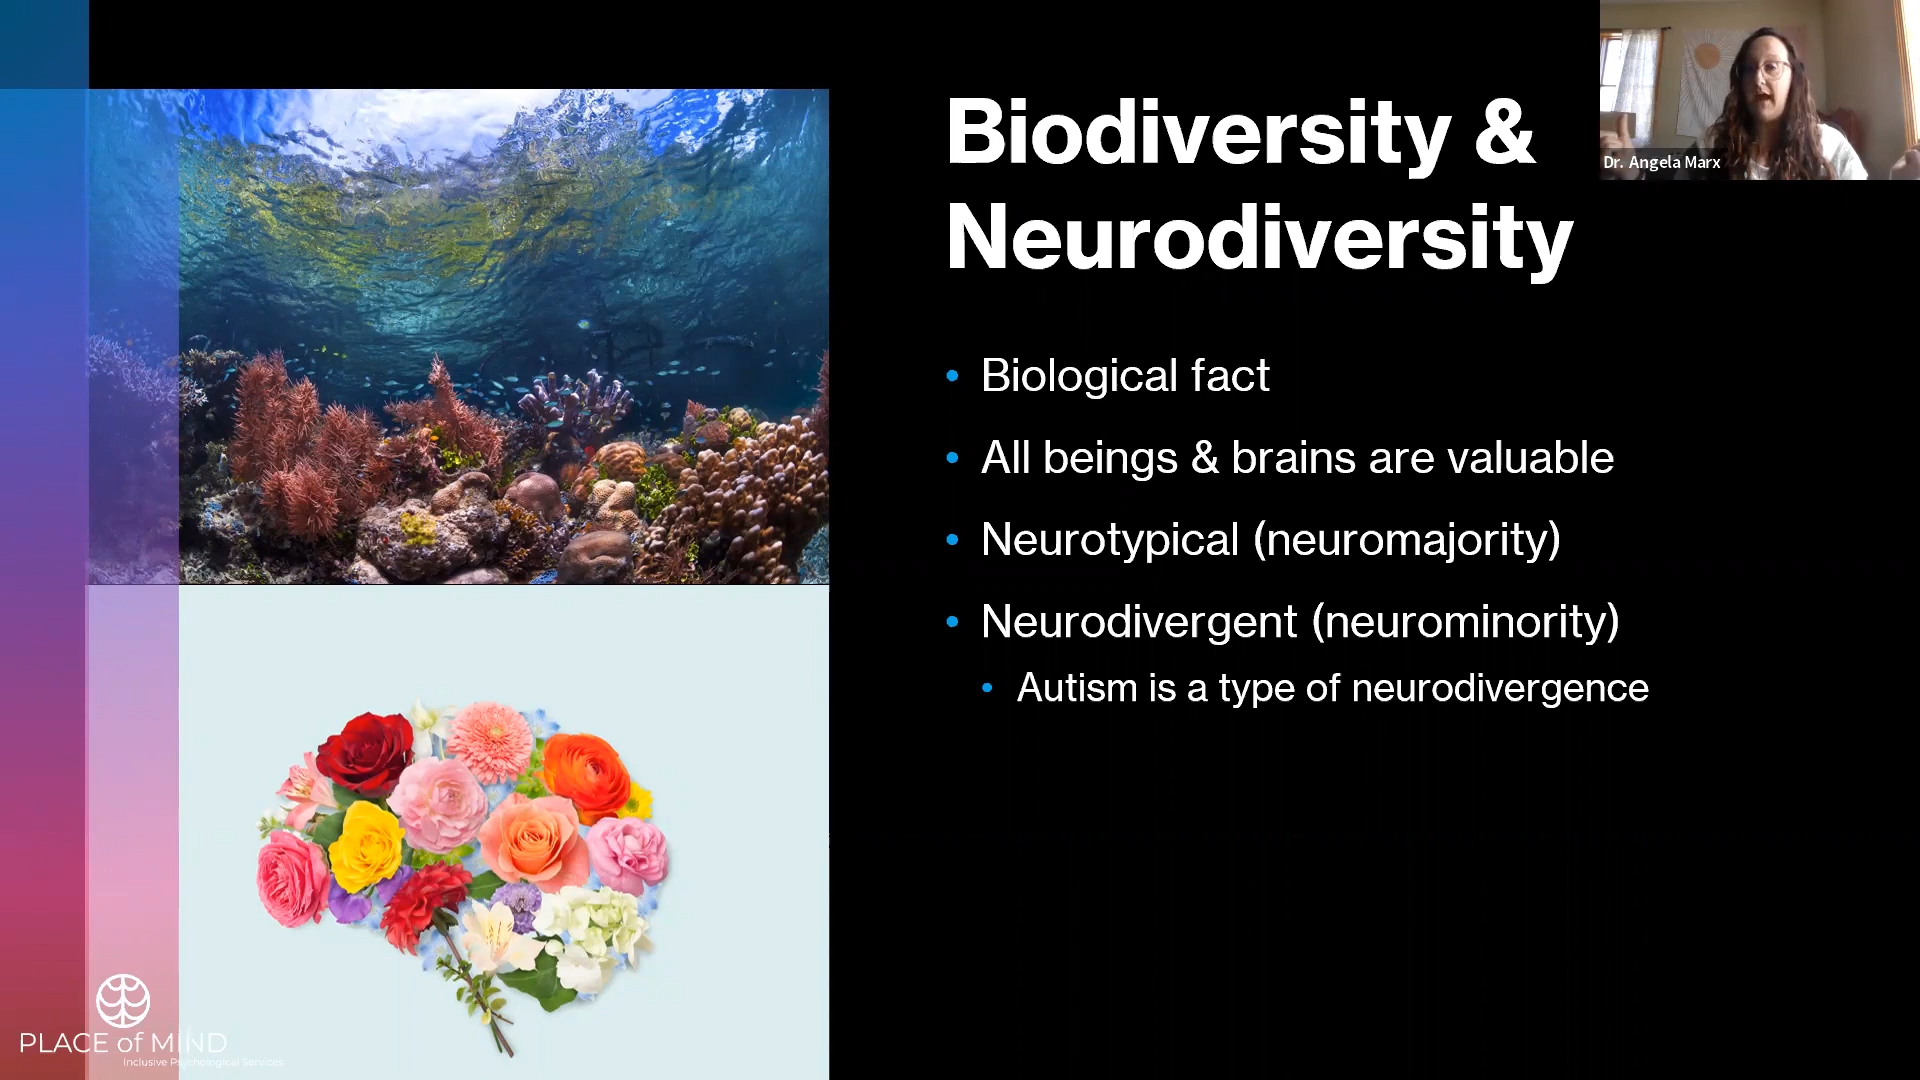 Biodiversity &
Neurodiversity
Dr. Angela Marx
• Biological fact
• All beings & brains are valuable
• Neurotypical (neuromajority)
• Neurodivergent (neurominority)
• Autism is a type of neurodivergence
PLACE of MIND
Inclusive Psychological Services